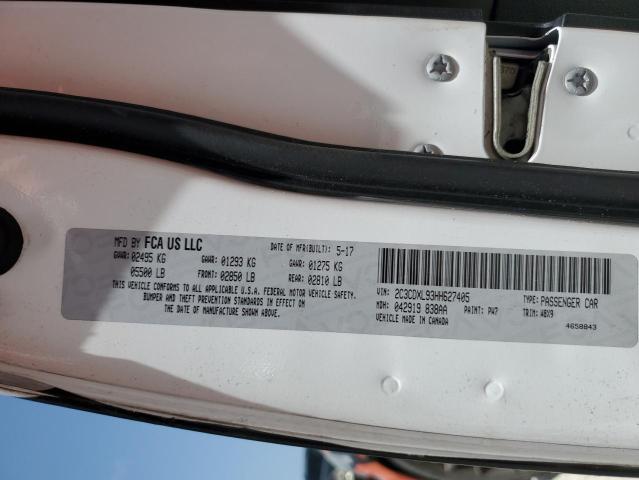 MFD BY FCA US LLC
DATE OF MFR(BUILT): 5-17
GVWR: 02495 KG GAWR: 01293 KG GAWR: 01275 KG
05500 LB FRONT: 02850 LB REAR: 02810 LB
THIS VEHICLE CONFORMS TO ALL APPLICABLE U.S.A. FEDERAL MOTOR VEHICLE SAFETY,
BUMPER AND THEFT PREVENTION STANDARDS IN EFFECT ON
THE DATE OF MANUFACTURE SHOWN ABOVE.
VIN: 2C3CDXL93HH627405 TYPE: PASSENGER CAR
MDH: 042919 838AA PAINT: PW7 TRIM: ABX9
VEHICLE MADE IN CANADA
4658843